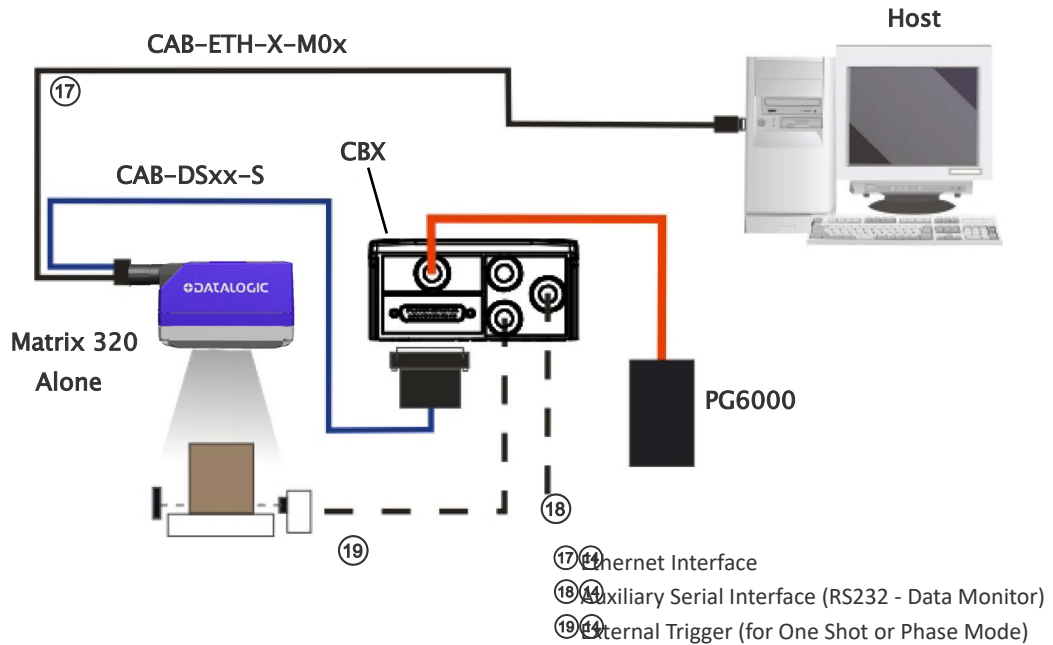 Host
CAB-ETH-X-M0x
17
CBX
CAB-DSxx-S
DATALOGIC
Matrix 320
Alone
PG6000
18
19
17 14 Ethernet Interface
18 14 Auxiliary Serial Interface (RS232 - Data Monitor)
19 14 External Trigger (for One Shot or Phase Mode)